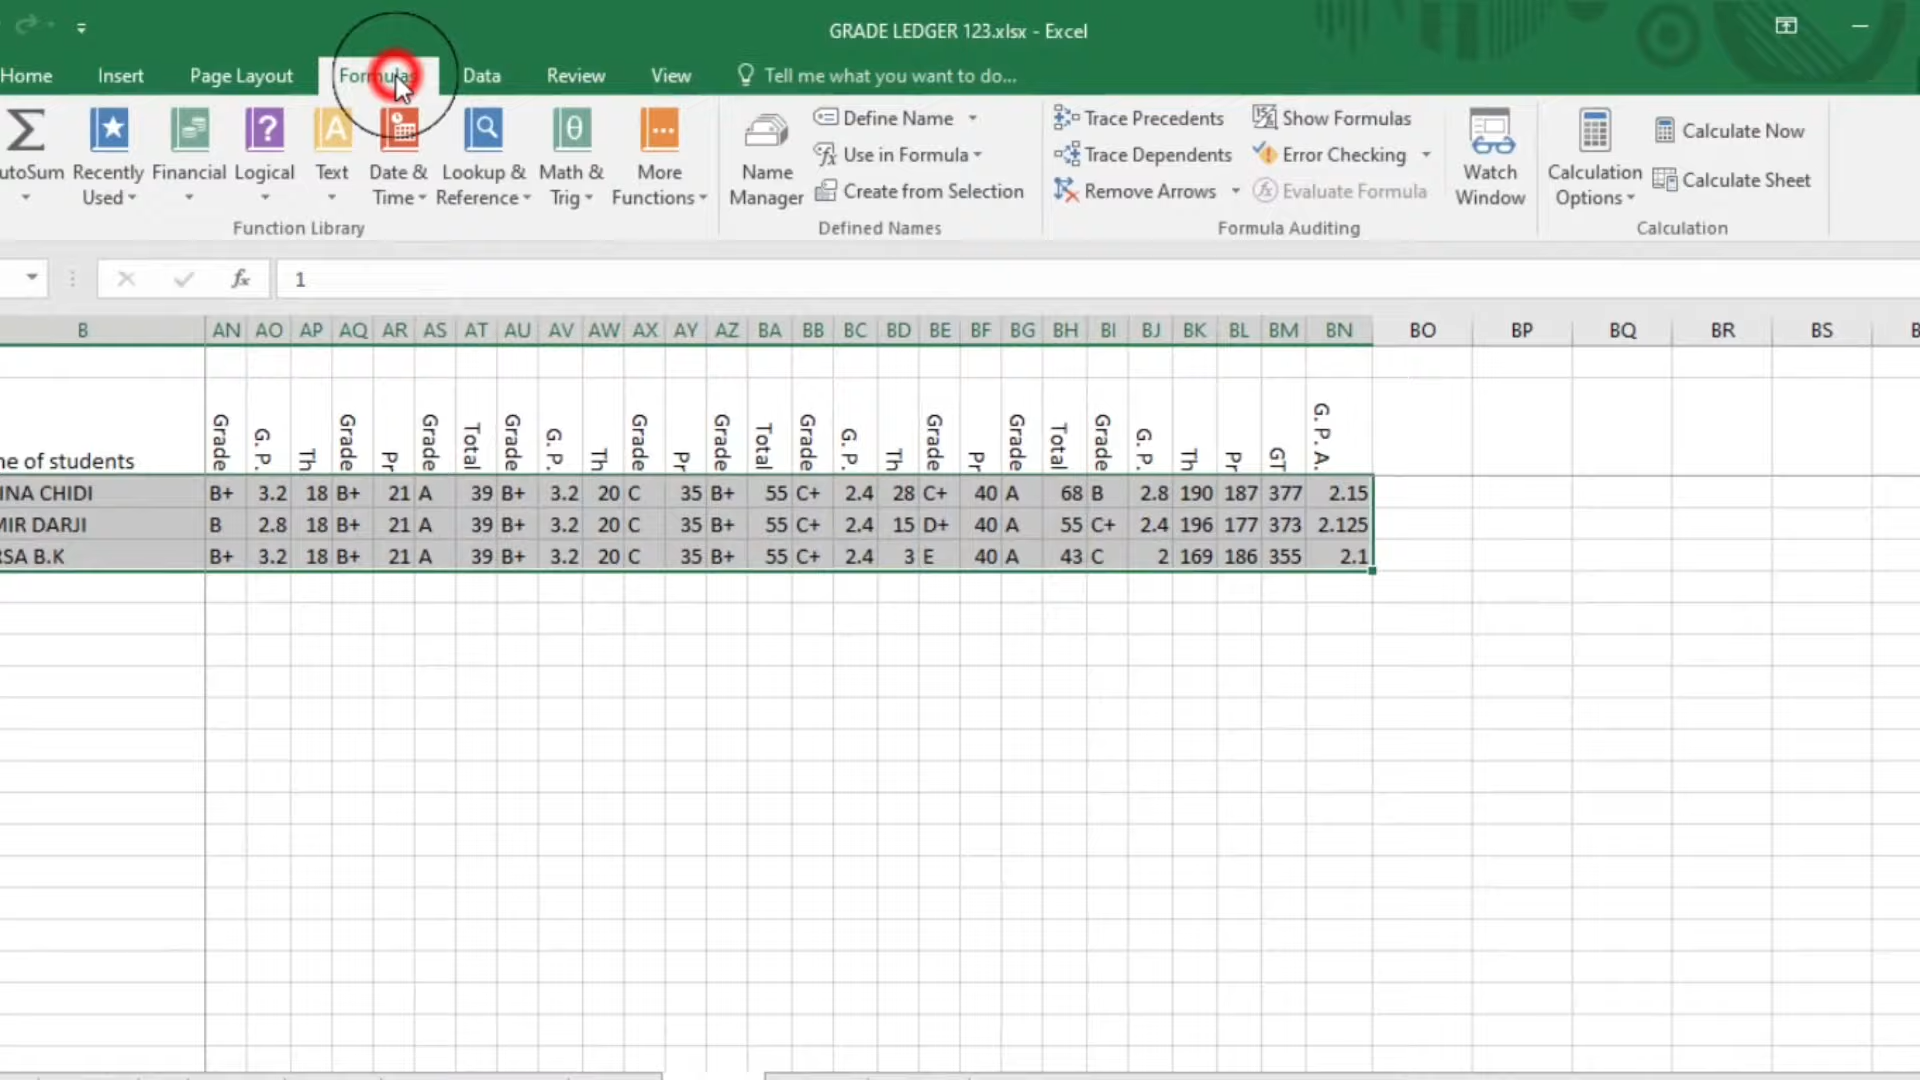 GRADE LEDGER 123.xlsx - Excel
Home Insert Page Layout Formulas Data Review View Tell me what you want to do...
utoSum
Recently Used
Financial
Logical
Text
Date & Time
Lookup & Reference
Math & Trig
More Functions
Function Library
Name Manager
Define Name
Use in Formula
Create from Selection
Defined Names
Trace Precedents
Trace Dependents
Remove Arrows
Show Formulas
Error Checking
Evaluate Formula
Formula Auditing
Watch Window
Calculation Options
Calculate Now
Calculate Sheet
Calculation
fx 1
B AN AO AP AQ AR AS AT AU AV AW AX AY AZ BA BB BC BD BE BF BG BH BI BJ BK BL BM BN BO BP BQ BR BS
ne of students Grade G. P. Th Grade Pr Grade Total Grade G. P. Th Grade Pr Grade Total Grade G. P. Th Grade Pr Grade Total Grade G. P. Th Pr GT G. P. A.
INA CHIDI B+ 3.2 18 B+ 21 A 39 B+ 3.2 20 C 35 B+ 55 C+ 2.4 28 C+ 40 A 68 B 2.8 190 187 377 2.15
MIR DARJI B 2.8 18 B+ 21 A 39 B+ 3.2 20 C 35 B+ 55 C+ 2.4 15 D+ 40 A 55 C+ 2.4 196 177 373 2.125
RSA B.K B+ 3.2 18 B+ 21 A 39 B+ 3.2 20 C 35 B+ 55 C+ 2.4 3 E 40 A 43 C 2 169 186 355 2.1